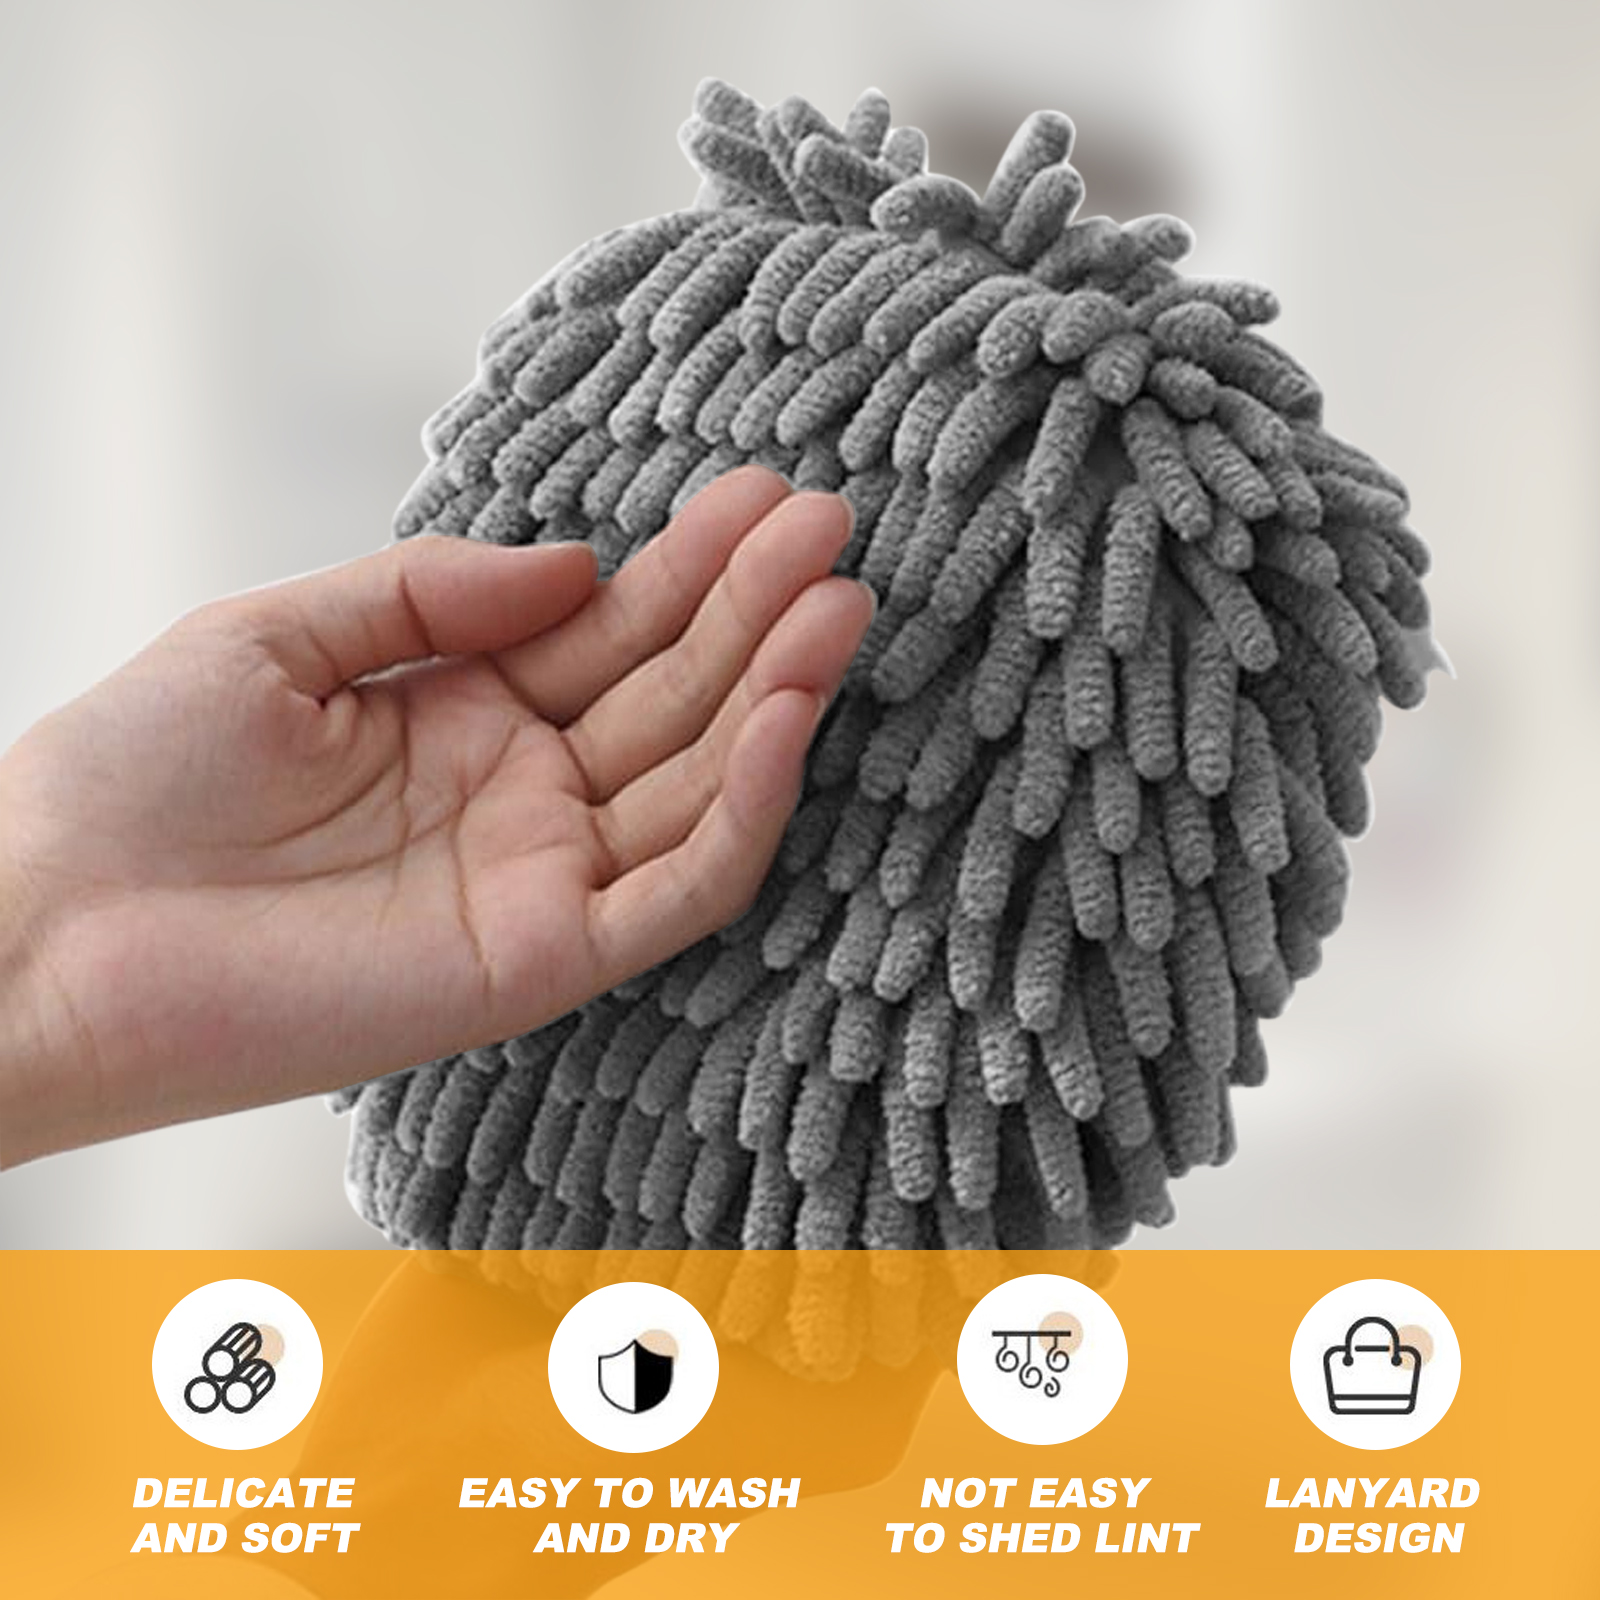 DELICATE
AND SOFT
EASY TO WASH
AND DRY
NOT EASY
TO SHED LINT
LANYARD
DESIGN